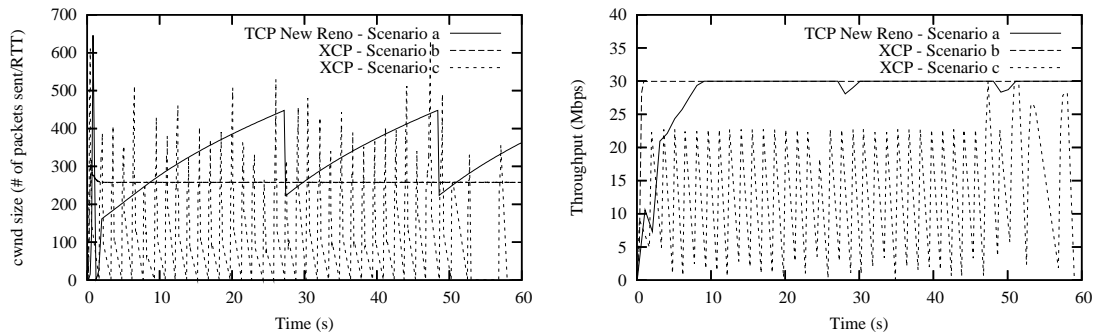 700
600
500
400
300
200
100
0
cwnd size (# of packets sent/RTT)
TCP New Reno - Scenario a
XCP - Scenario b
XCP - Scenario c
0 10 20 30 40 50 60
Time (s)
40
35
30
25
20
15
10
5
0
Throughput (Mbps)
TCP New Reno - Scenario a
XCP - Scenario b
XCP - Scenario c
0 10 20 30 40 50 60
Time (s)